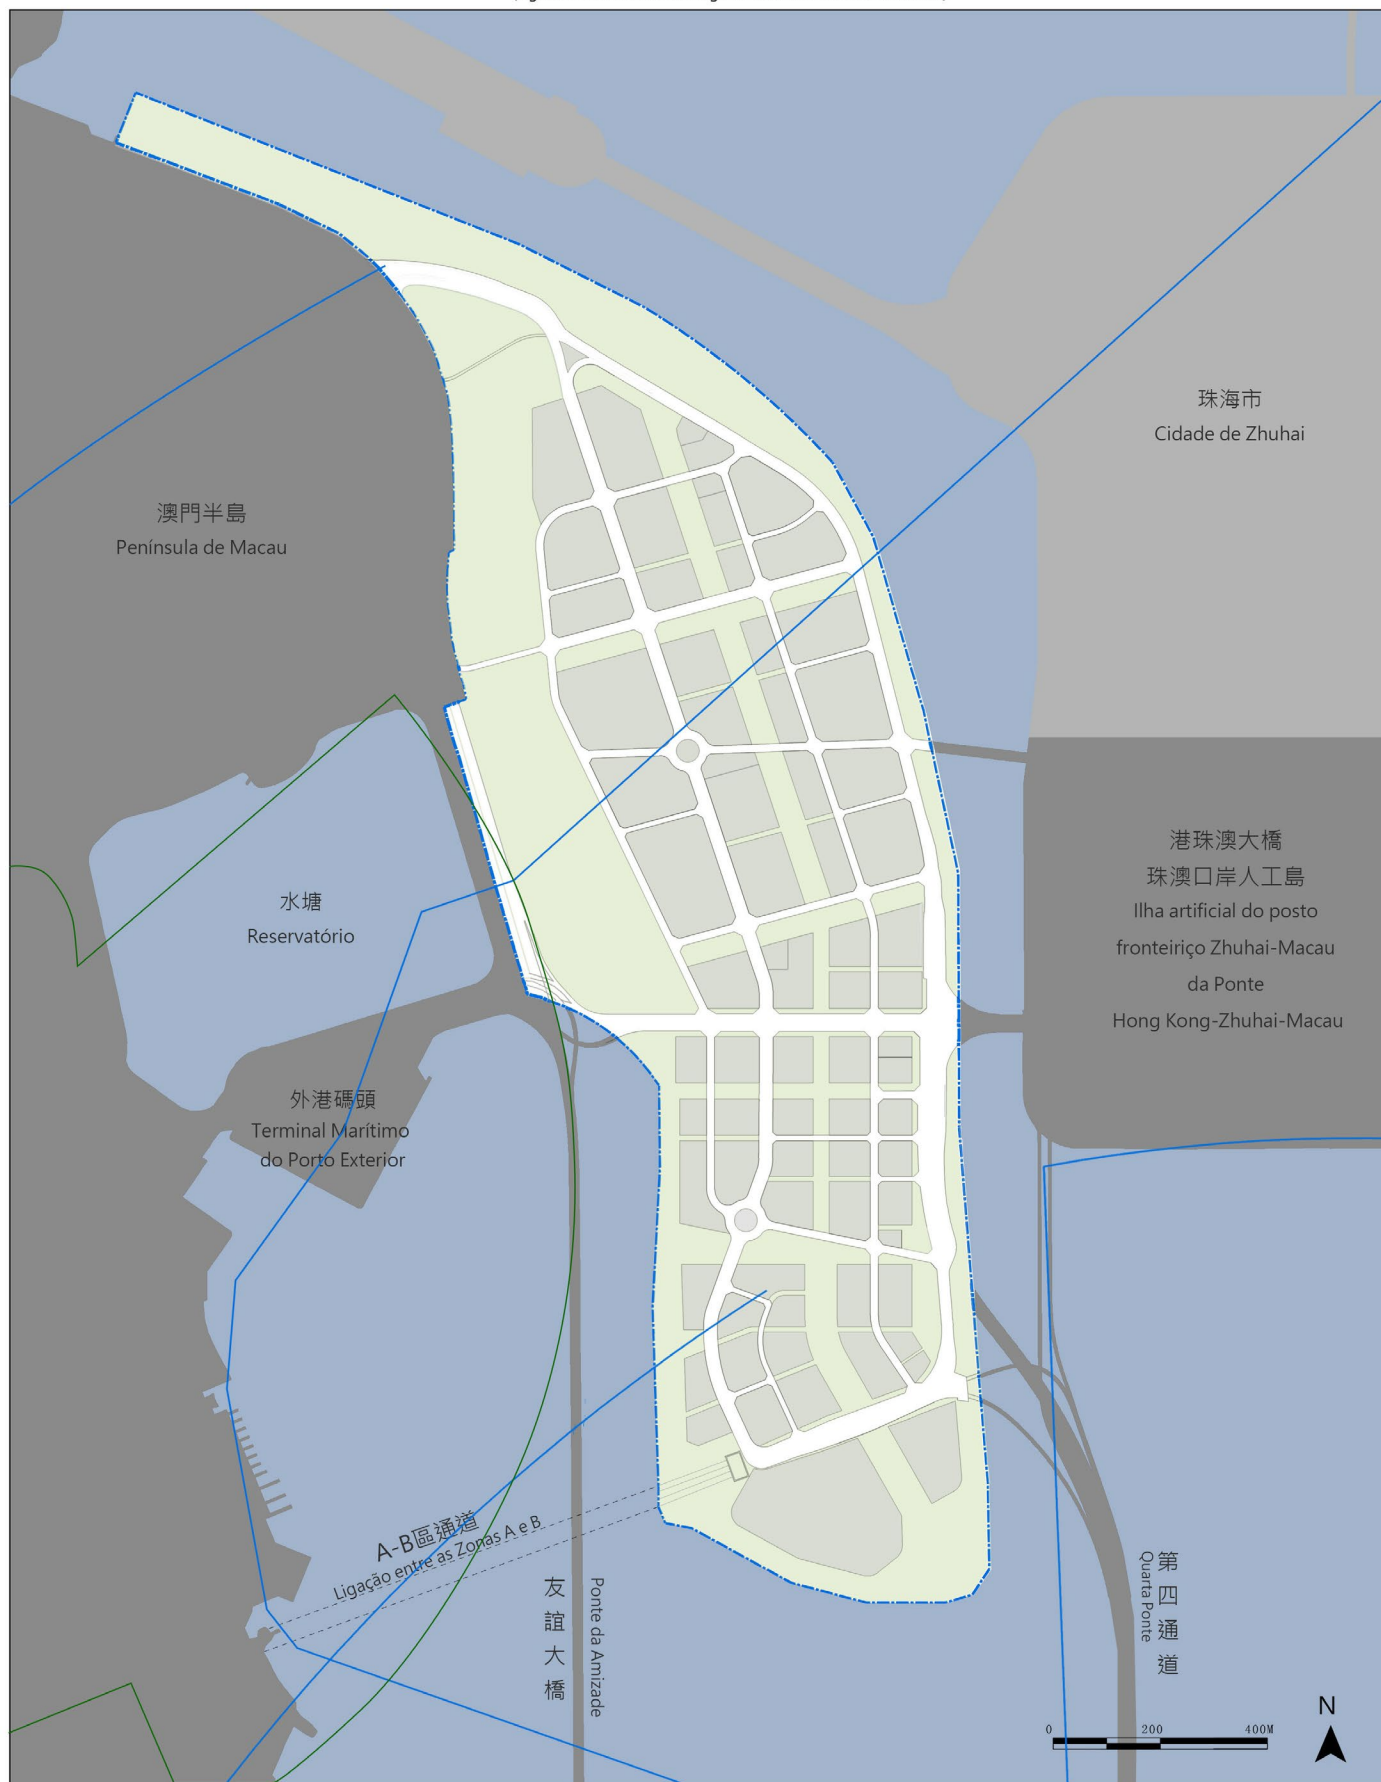 珠海市
Cidade de Zhuhai
澳門半島
Península de Macau
港珠澳大橋
珠澳口岸人工島
Ilha artificial do posto
fronteiriço Zhuhai-Macau
da Ponte
Hong Kong-Zhuhai-Macau
水塘
Reservatório
外港碼頭
Terminal Marítimo
do Porto Exterior
A-B區通道
Ligação entre as Zonas A e B
友誼大橋
Ponte da Amizade
第四通道
Quarta Ponte
N
0 200 400M